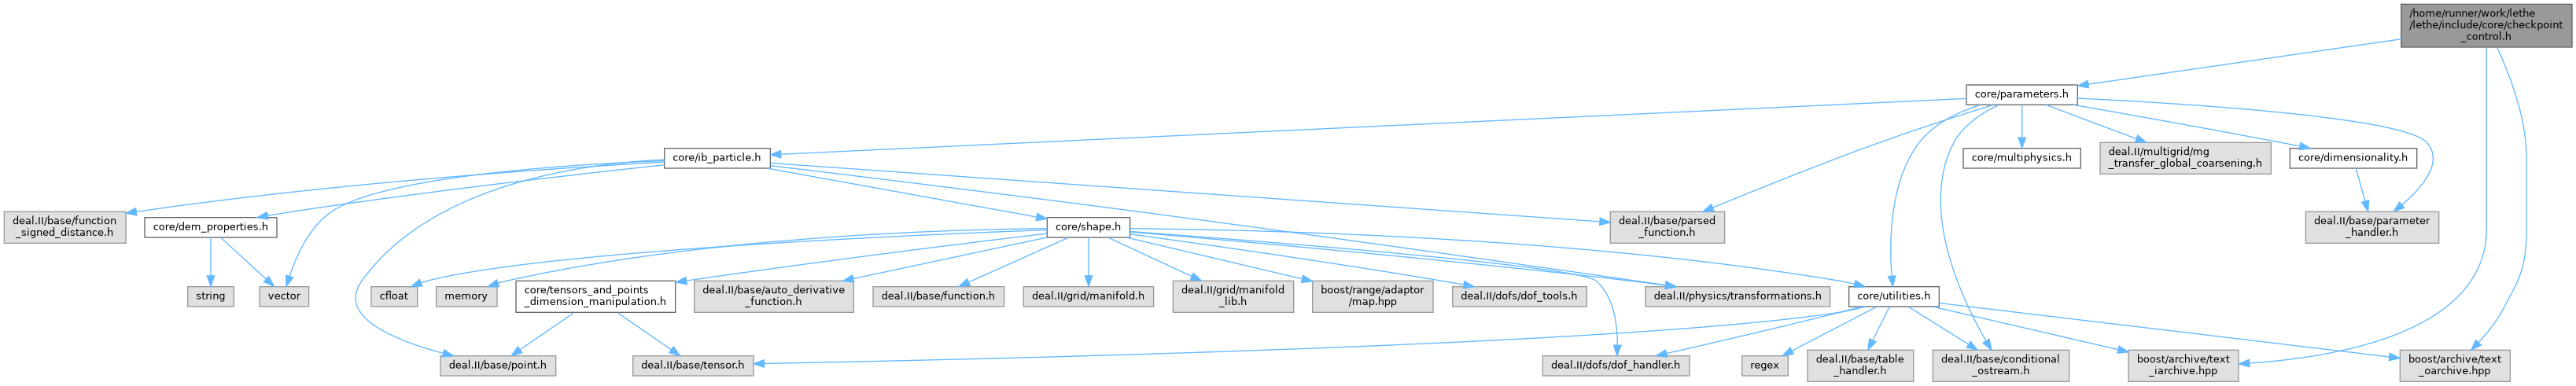 /home/runner/work/lethe
/lethe/include/core/checkpoint
_control.h
core/parameters.h
core/ib_particle.h
core/multiphysics.h
deal.II/multigrid/mg
_transfer_global_coarsening.h
core/dimensionality.h
deal.II/base/function
_signed_distance.h
core/dem_properties.h
core/shape.h
deal.II/base/parsed
_function.h
deal.II/base/parameter
_handler.h
string
vector
cfloat
memory
core/tensors_and_points
_dimension_manipulation.h
deal.II/base/auto_derivative
_function.h
deal.II/base/function.h
deal.II/grid/manifold.h
deal.II/grid/manifold
_lib.h
boost/range/adaptor
/map.hpp
deal.II/dofs/dof_tools.h
deal.II/physics/transformations.h
core/utilities.h
deal.II/base/point.h
deal.II/base/tensor.h
deal.II/dofs/dof_handler.h
regex
deal.II/base/table
_handler.h
deal.II/base/conditional
_ostream.h
boost/archive/text
_iarchive.hpp
boost/archive/text
_oarchive.hpp